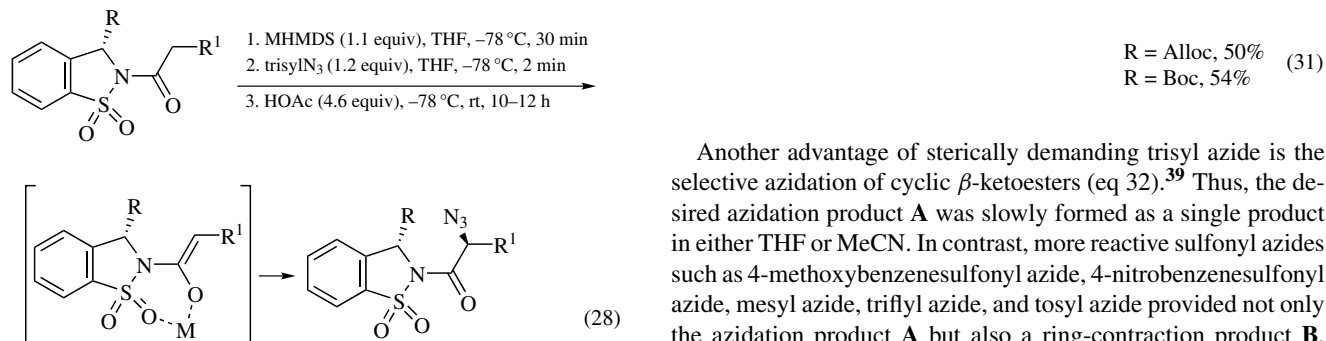 R
R¹
N
O
S
O
O
1. MHMDS (1.1 equiv), THF, –78 °C, 30 min
2. trisylN₃ (1.2 equiv), THF, –78 °C, 2 min
3. HOAc (4.6 equiv), –78 °C, rt, 10–12 h
R
R¹
N
S
O
O
O
M
R
N₃
R¹
N
S
O
O
O
(28)
R = Alloc, 50%
R = Boc, 54%
(31)
Another advantage of sterically demanding trisyl azide is the
selective azidation of cyclic β-ketoesters (eq 32).³⁹ Thus, the de-
sired azidation product A was slowly formed as a single product
in either THF or MeCN. In contrast, more reactive sulfonyl azides
such as 4-methoxybenzenesulfonyl azide, 4-nitrobenzenesulfonyl
azide, mesyl azide, triflyl azide, and tosyl azide provided not only
the azidation product A but also a ring-contraction product B.